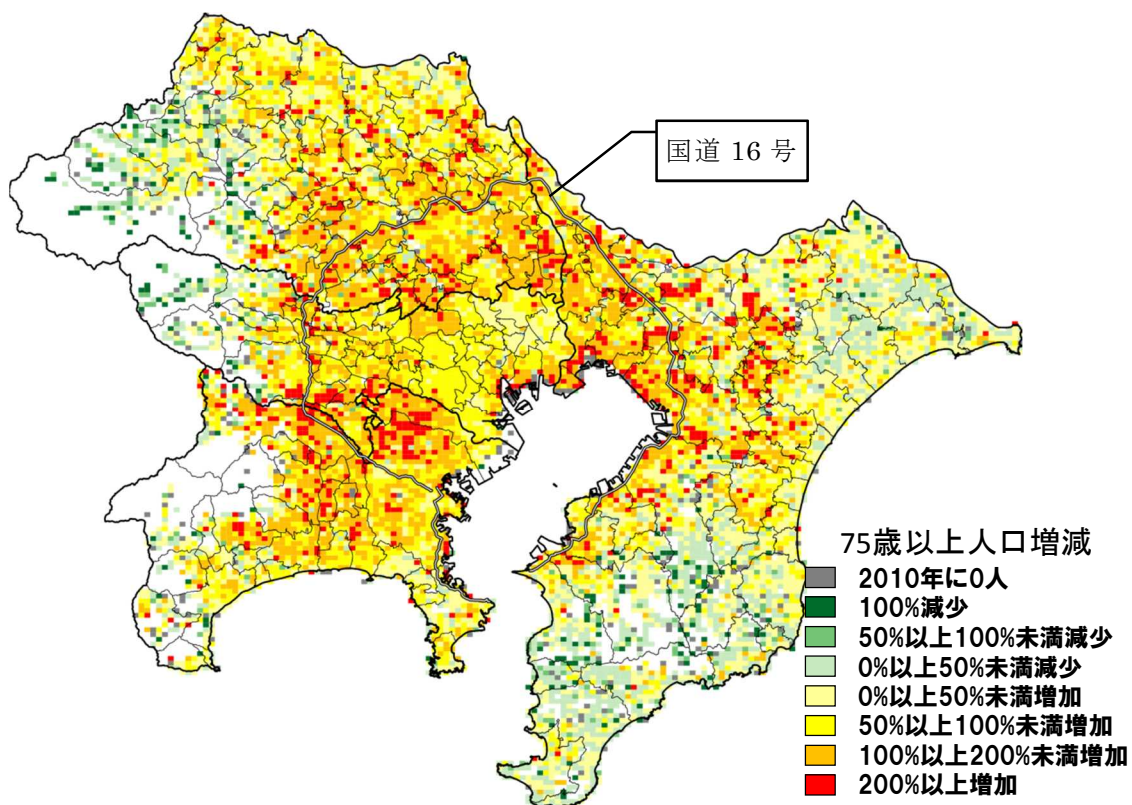 国道 16 号
75歳以上人口増減
2010年に0人
100%減少
50%以上100%未満減少
0%以上50%未満減少
0%以上50%未満増加
50%以上100%未満増加
100%以上200%未満増加
200%以上増加